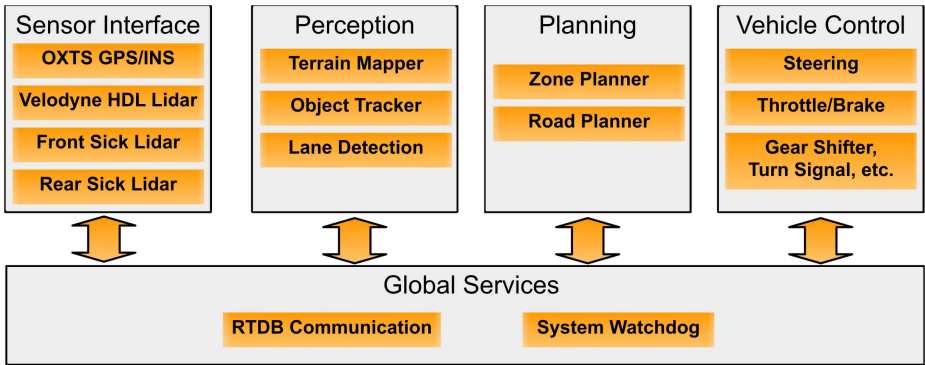 Sensor Interface
OXTS GPS/INS
Velodyne HDL Lidar
Front Sick Lidar
Rear Sick Lidar
Perception
Terrain Mapper
Object Tracker
Lane Detection
Planning
Zone Planner
Road Planner
Vehicle Control
Steering
Throttle/Brake
Gear Shifter,
Turn Signal, etc.
Global Services
RTDB Communication
System Watchdog